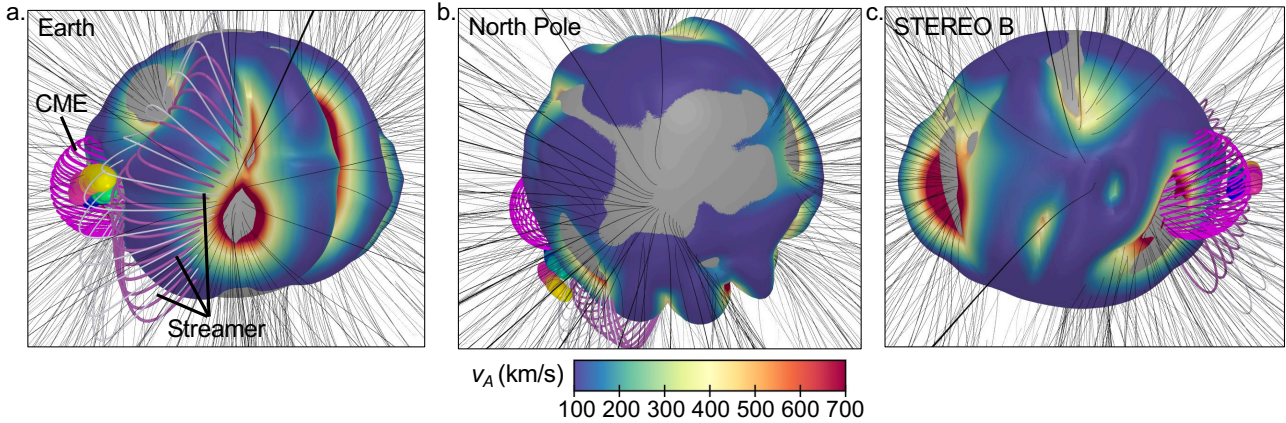 a.
Earth
CME
Streamer
b.
North Pole
c.
STEREO B
v_A (km/s)
100 200 300 400 500 600 700